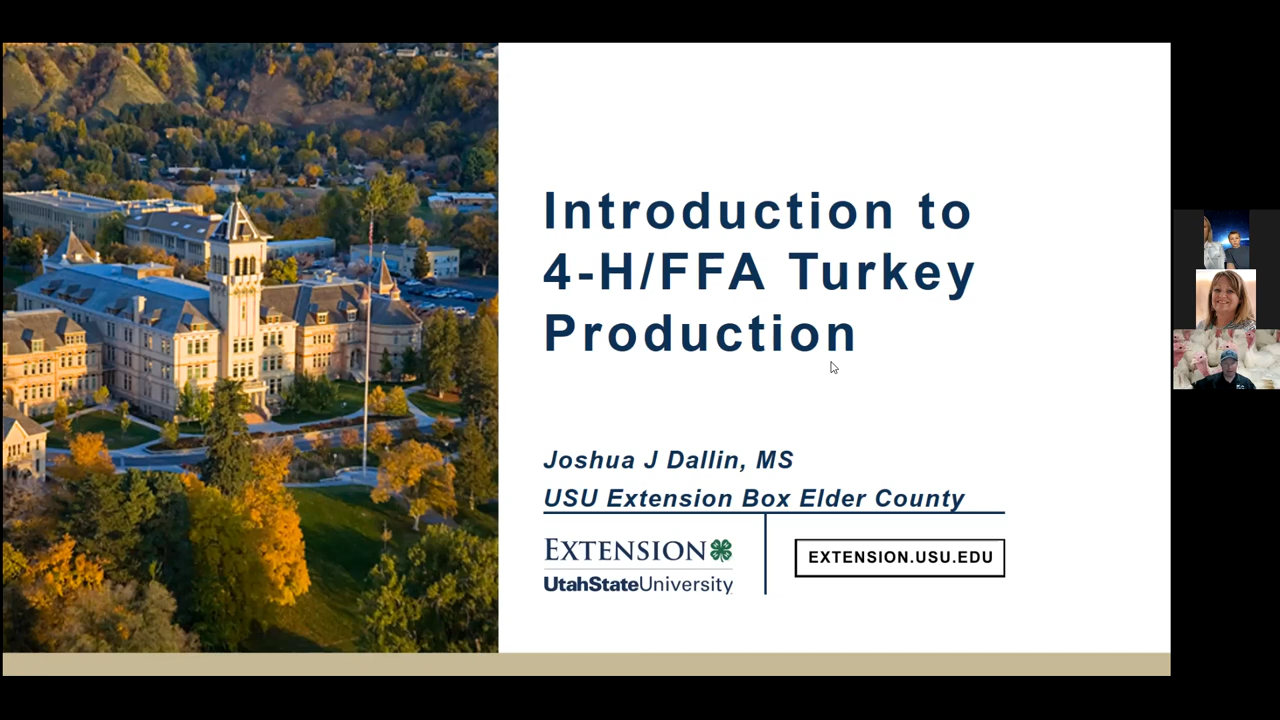 Introduction to
4-H/FFA Turkey
Production
Joshua J Dallin, MS
USU Extension Box Elder County
EXTENSION
UtahStateUniversity
EXTENSION.USU.EDU